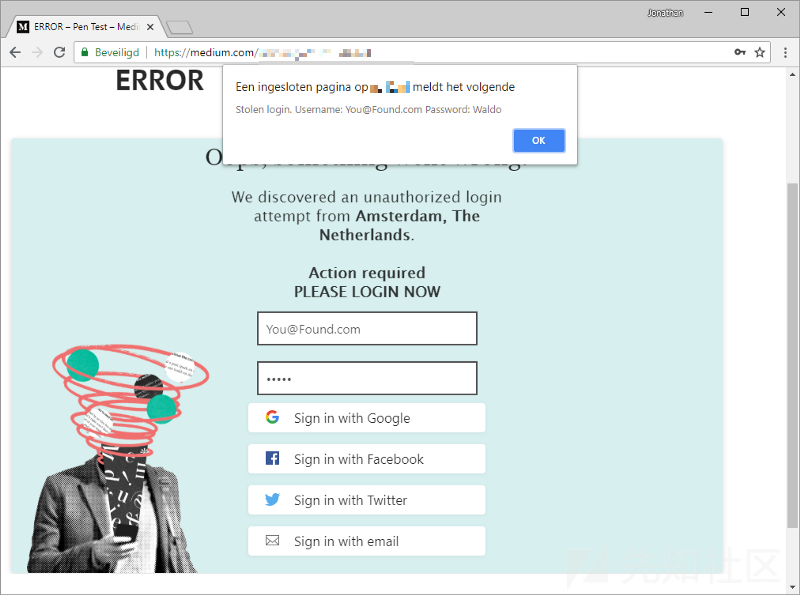 Jonathan
M ERROR – Pen Test – Medi
Beveiligd https://medium.com/
ERROR
Een ingesloten pagina op meldt het volgende
Stolen login. Username: You@Found.com Password: Waldo
OK
Oops, something went wrong.
We discovered an unauthorized login
attempt from Amsterdam, The
Netherlands.
Action required
PLEASE LOGIN NOW
You@Found.com
•••••
Sign in with Google
Sign in with Facebook
Sign in with Twitter
Sign in with email
先知社区